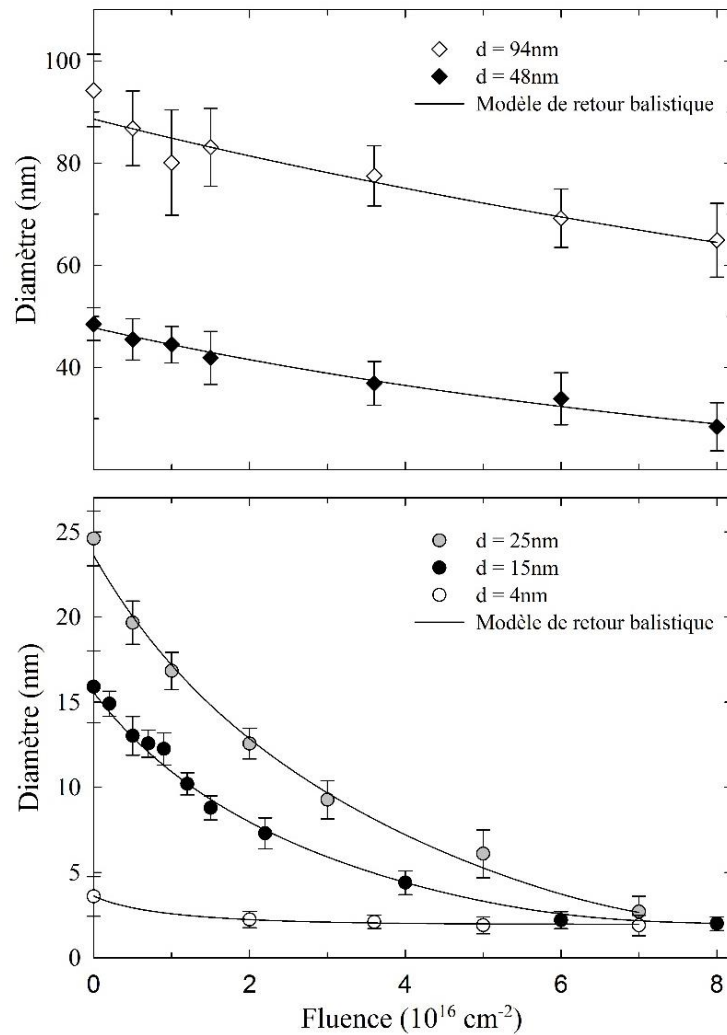 100
80
60
40
Diamètre (nm)
d = 94nm
d = 48nm
Modèle de retour balistique
25
20
15
10
5
0
Diamètre (nm)
d = 25nm
d = 15nm
d = 4nm
Modèle de retour balistique
0 2 4 6 8
Fluence (10¹⁶ cm⁻²)